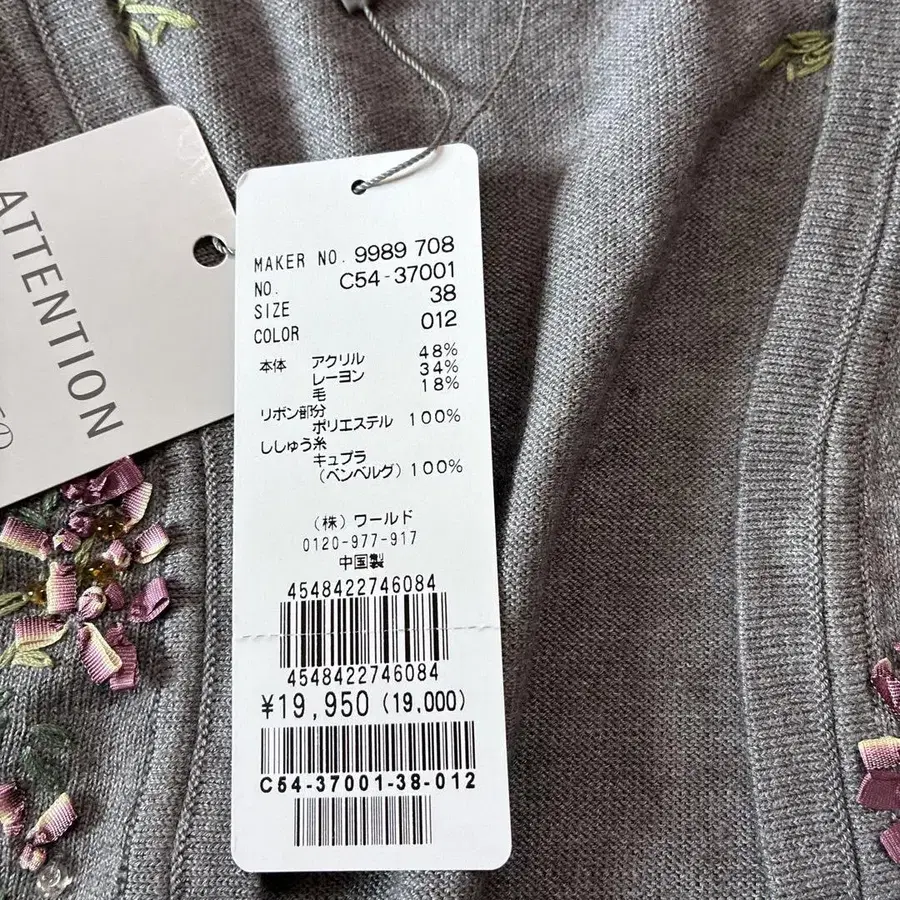 ATTENTION
MAKER NO. 9989 708
NO. C54-37001
SIZE 38
COLOR 012
本体 アクリル 48%
レーヨン 34%
毛 18%
リボン部分
ポリエステル 100%
ししゅう糸
キュプラ
(ベンベルグ) 100%
(株)ワールド
0120-977-917
中国製
4548422746084
4548422746084
¥19,950 (19,000)
C54-37001-38-012